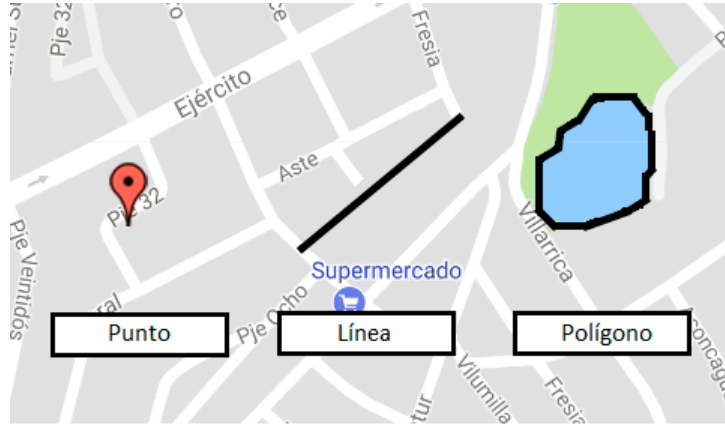 Pje 32
Fresia
Ejército
Aste
Pje 32
Pje Veintidós
Villarrica
Supermercado
Pje Ocho
Punto
Línea
Polígono
Vilumilla
Fresia